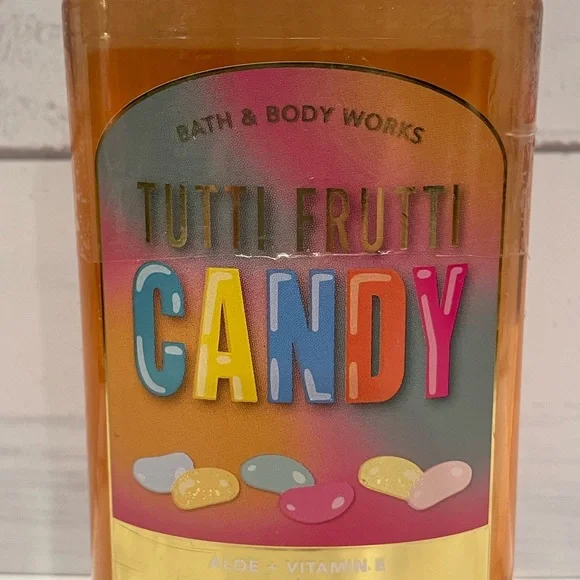 BATH & BODY WORKS
TUTTI FRUTTI
CANDY
ALOE + VITAMIN E